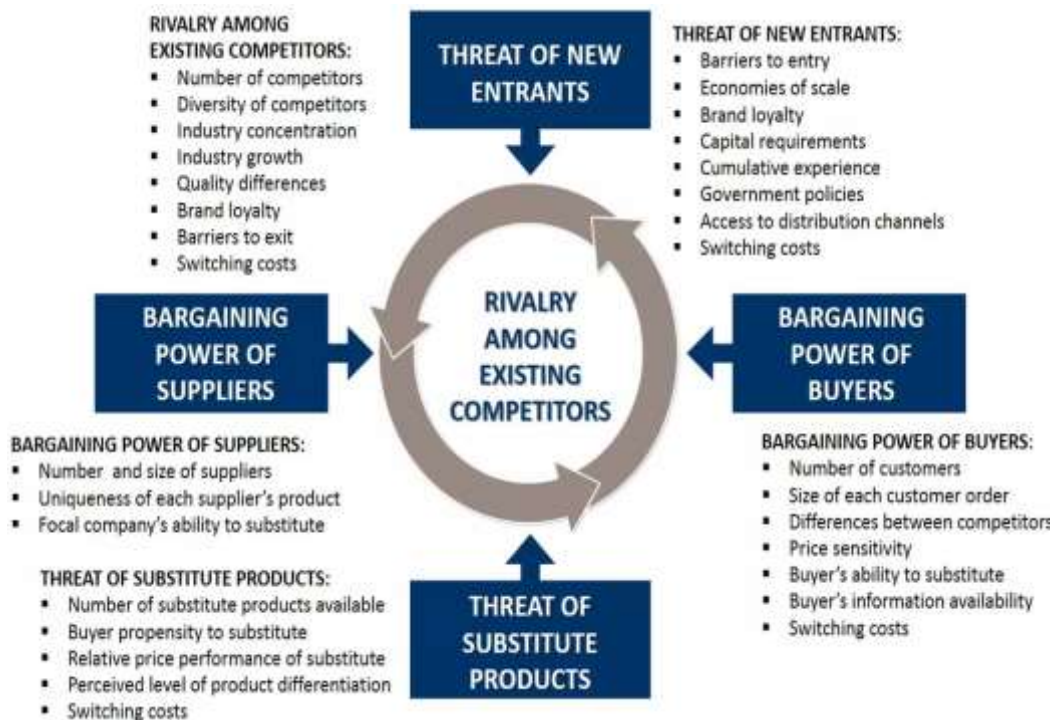 RIVALRY AMONG
EXISTING COMPETITORS:
▪ Number of competitors
▪ Diversity of competitors
▪ Industry concentration
▪ Industry growth
▪ Quality differences
▪ Brand loyalty
▪ Barriers to exit
▪ Switching costs
THREAT OF NEW
ENTRANTS
THREAT OF NEW ENTRANTS:
▪ Barriers to entry
▪ Economies of scale
▪ Brand loyalty
▪ Capital requirements
▪ Cumulative experience
▪ Government policies
▪ Access to distribution channels
▪ Switching costs
BARGAINING
POWER OF
SUPPLIERS
RIVALRY
AMONG
EXISTING
COMPETITORS
BARGAINING
POWER OF
BUYERS
BARGAINING POWER OF SUPPLIERS:
▪ Number and size of suppliers
▪ Uniqueness of each supplier's product
▪ Focal company's ability to substitute
BARGAINING POWER OF BUYERS:
▪ Number of customers
▪ Size of each customer order
▪ Differences between competitors
▪ Price sensitivity
▪ Buyer's ability to substitute
▪ Buyer's information availability
▪ Switching costs
THREAT OF SUBSTITUTE PRODUCTS:
▪ Number of substitute products available
▪ Buyer propensity to substitute
▪ Relative price performance of substitute
▪ Perceived level of product differentiation
▪ Switching costs
THREAT OF
SUBSTITUTE
PRODUCTS